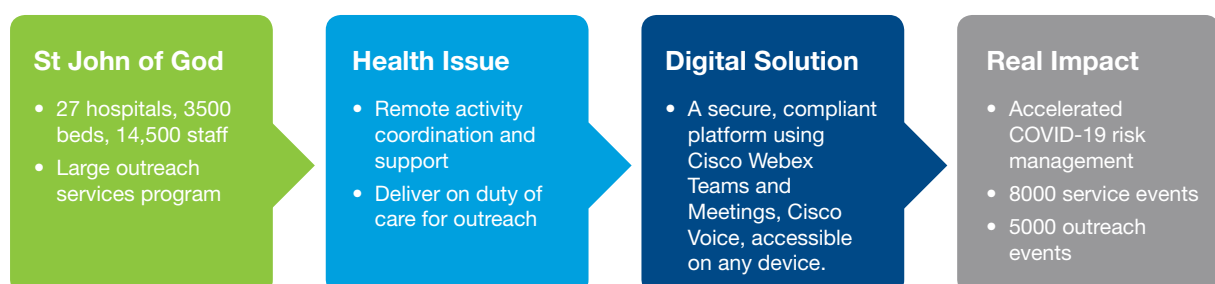 St John of God
• 27 hospitals, 3500
beds, 14,500 staff
• Large outreach
services program
Health Issue
• Remote activity
coordination and
support
• Deliver on duty of
care for outreach
Digital Solution
• A secure, compliant
platform using
Cisco Webex
Teams and
Meetings, Cisco
Voice, accessible
on any device.
Real Impact
• Accelerated
COVID-19 risk
management
• 8000 service events
• 5000 outreach
events